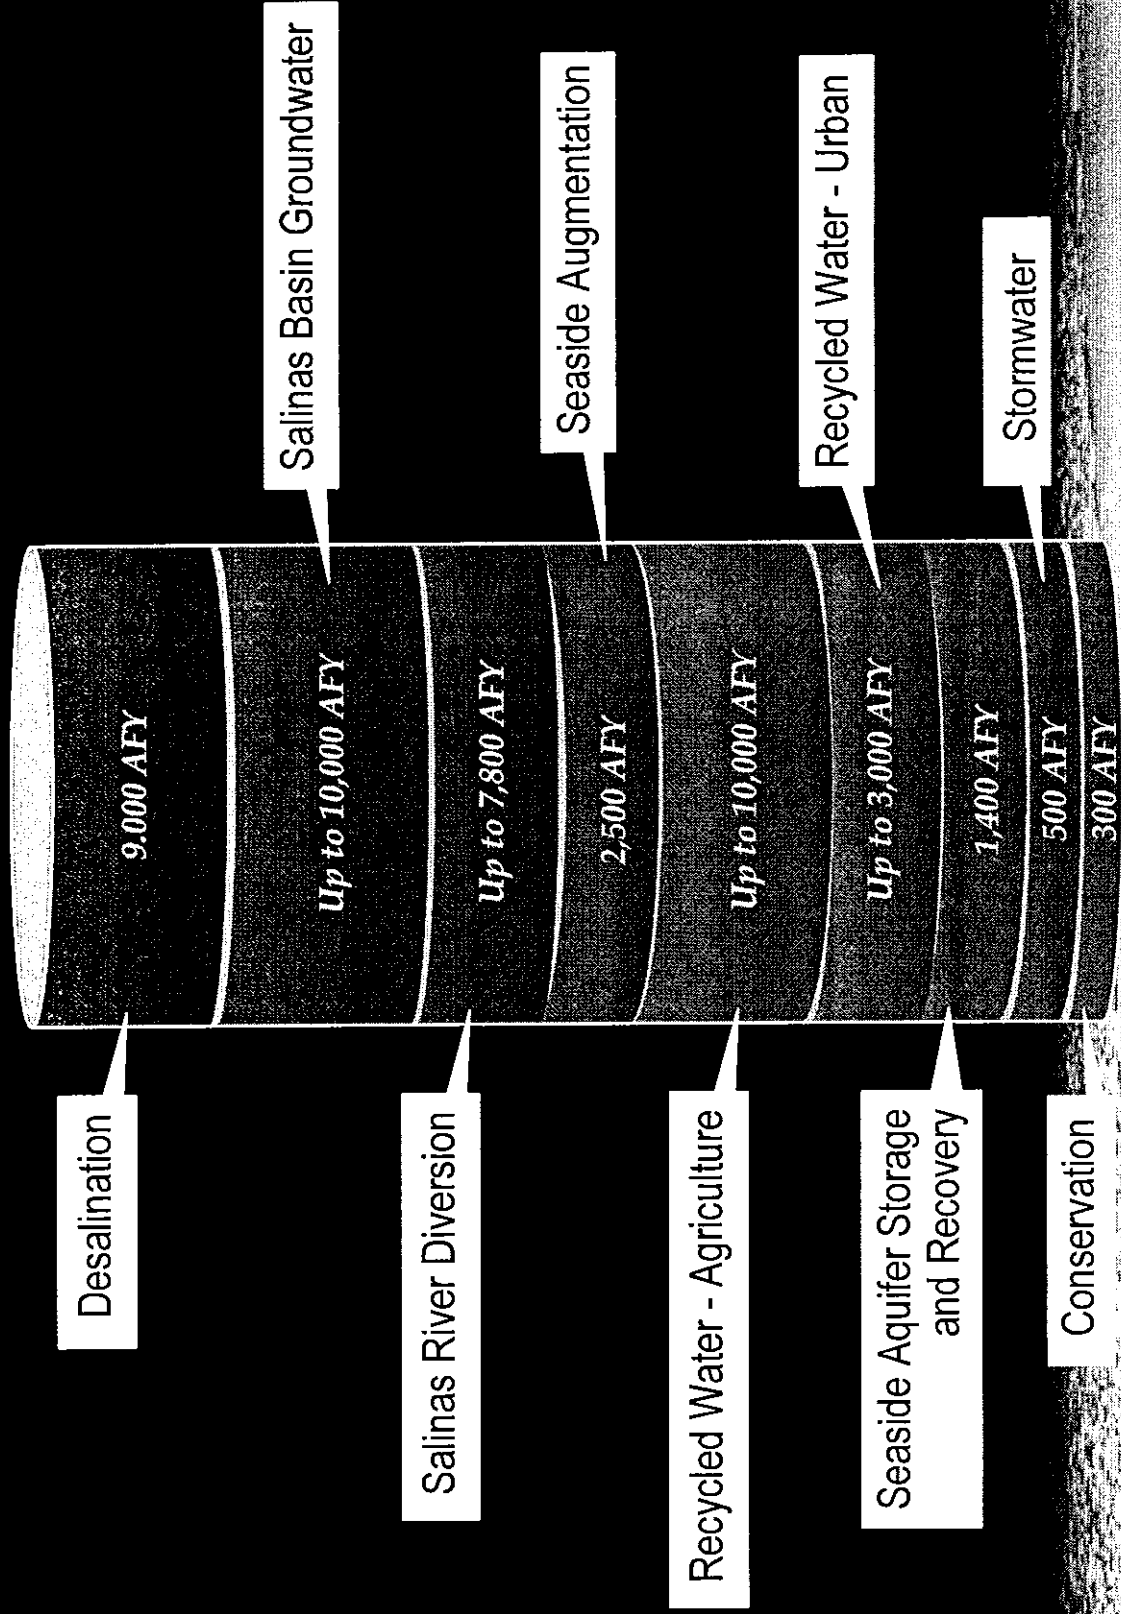 Desalination
9.000 AFY
Up to 10,000 AFY
Salinas Basin Groundwater
Salinas River Diversion
Up to 7,800 AFY
2,500 AFY
Seaside Augmentation
Recycled Water - Agriculture
Up to 10,000 AFY
Up to 3,000 AFY
Recycled Water - Urban
Seaside Aquifer Storage
and Recovery
1,400 AFY
500 AFY
Stormwater
Conservation
300 AFY